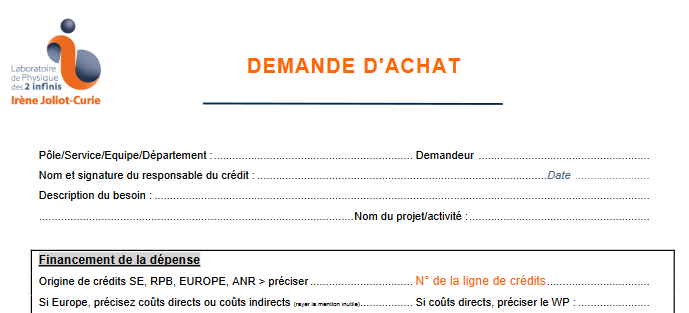 Laboratoire
de Physique
des 2 infinis
Irène Joliot-Curie
DEMANDE D'ACHAT
Pôle/Service/Equipe/Département : Demandeur
Nom et signature du responsable du crédit : Date
Description du besoin :
Nom du projet/activité :
Financement de la dépense
Origine de crédits SE, RPB, EUROPE, ANR > préciser N° de la ligne de crédits
Si Europe, précisez coûts directs ou coûts indirects (rayer la mention inutile) Si coûts directs, préciser le WP :